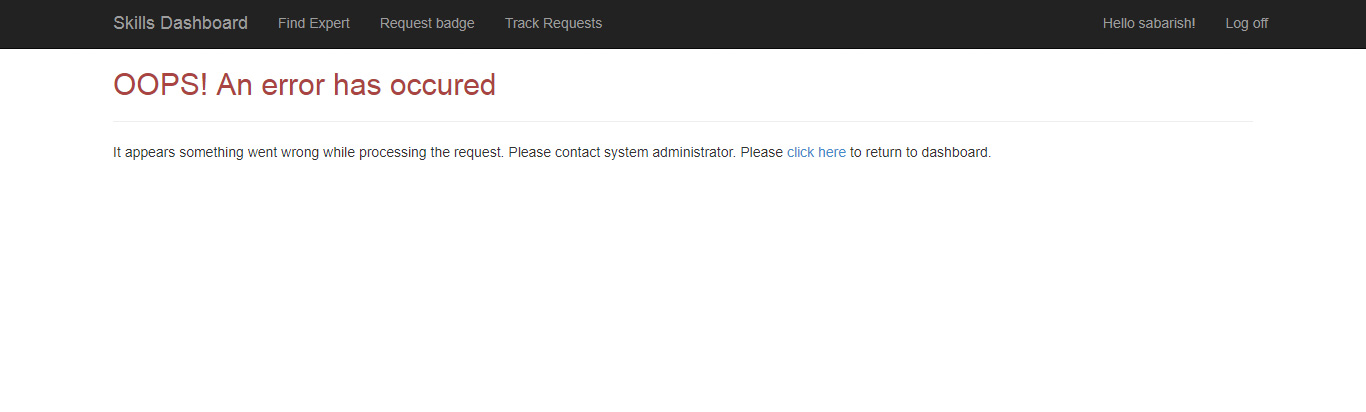 Skills Dashboard Find Expert Request badge Track Requests Hello sabarish! Log off
OOPS! An error has occured
It appears something went wrong while processing the request. Please contact system administrator. Please click here to return to dashboard.